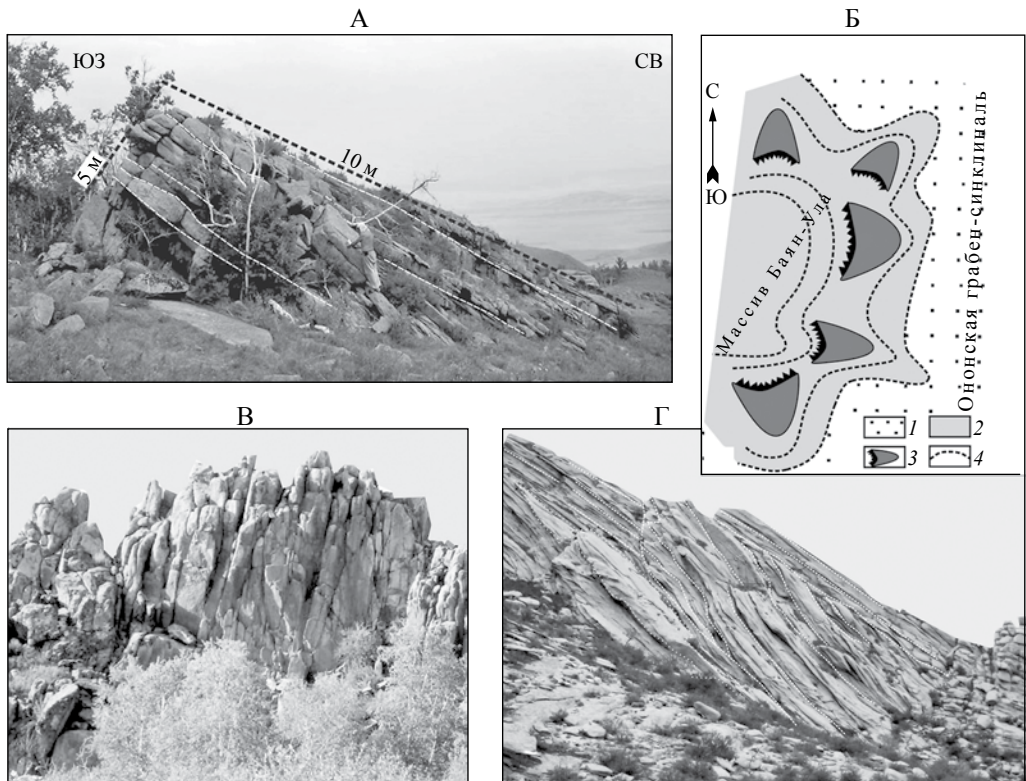 А
ЮЗ
СВ
5 м
10 м
Б
С
Ю
Массив Баян-ула
Ононская грабен-синклиналь
1
2
3
4
В
Г